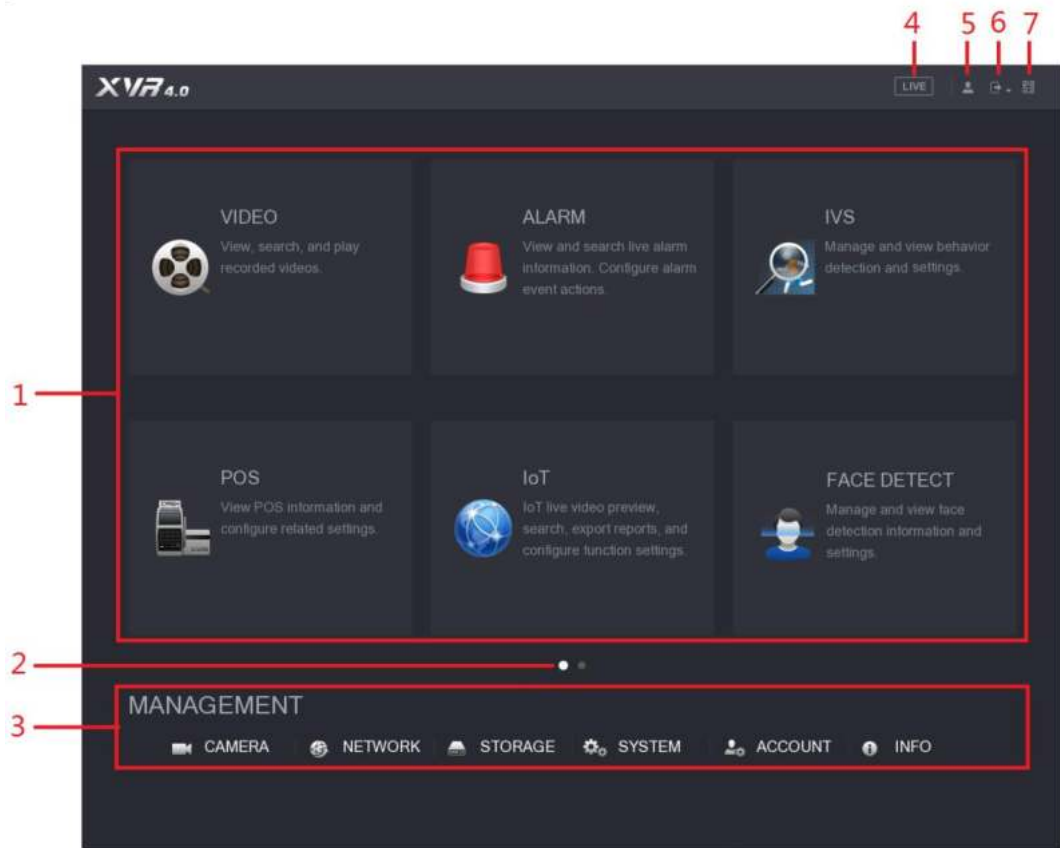 4 5 6 7
XVR 4.0
LIVE
1
VIDEO
View, search, and play
recorded videos.
ALARM
View and search live alarm
information. Configure alarm
event actions.
IVS
Manage and view behavior
detection and settings.
POS
View POS information and
configure related settings.
IoT
IoT live video preview,
search, export reports, and
configure function settings.
FACE DETECT
Manage and view face
detection information and
settings.
2
3
MANAGEMENT
CAMERA NETWORK STORAGE SYSTEM ACCOUNT INFO